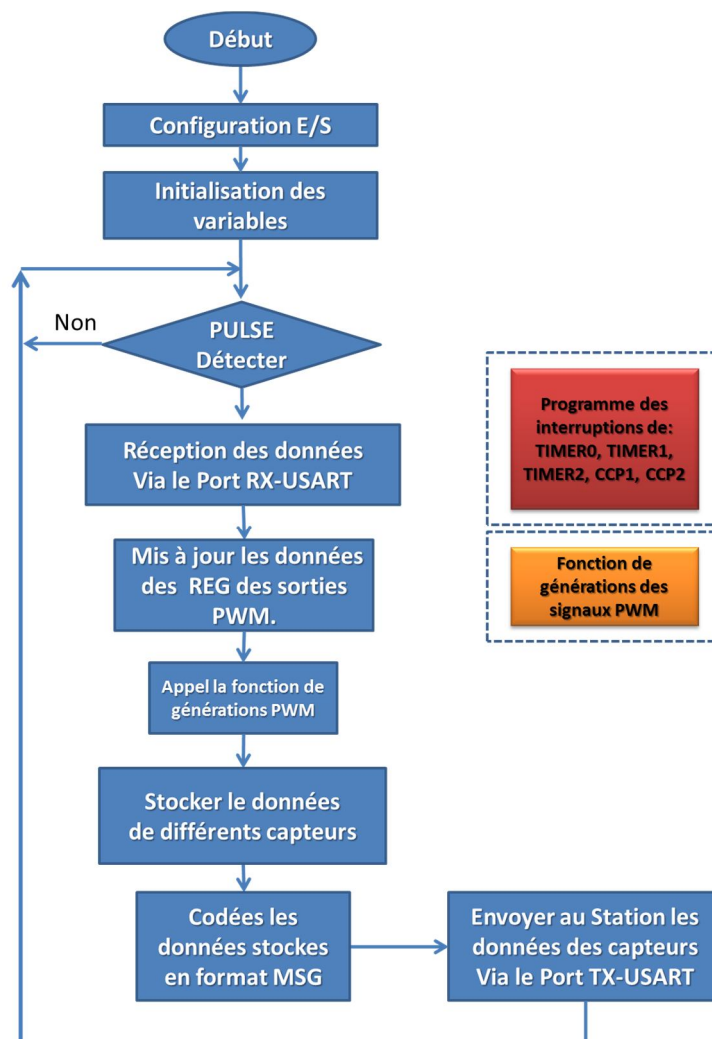 Début
Configuration E/S
Initialisation des
variables
Non
PULSE
Détecter
Réception des données
Via le Port RX-USART
Mis à jour les données
des REG des sorties
PWM.
Appel la fonction de
générations PWM
Stocker le données
de différents capteurs
Codées les
données stockes
en format MSG
Envoyer au Station les
données des capteurs
Via le Port TX-USART
Programme des
interruptions de:
TIMER0, TIMER1,
TIMER2, CCP1, CCP2
Fonction de
générations des
signaux PWM